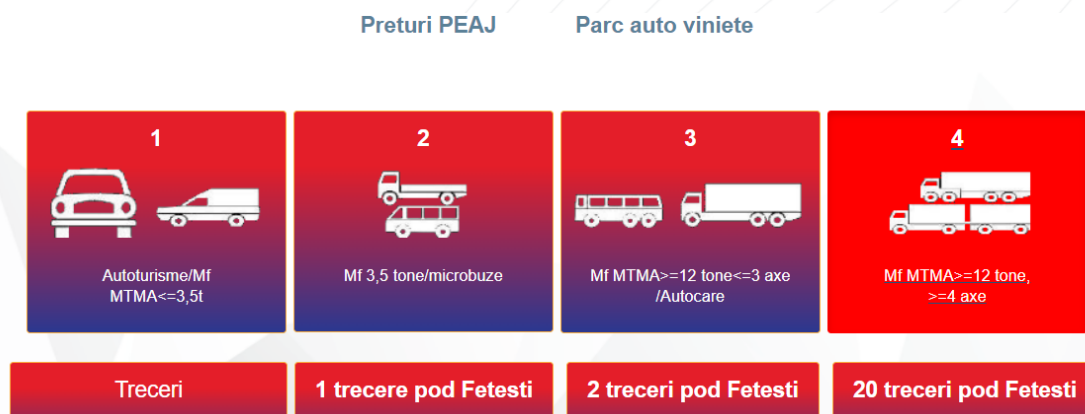 Preturi PEAJ
Parc auto viniete
1
2
3
4
Autoturisme/Mf
MTMA<=3,5t
Mf 3,5 tone/microbuze
Mf MTMA>=12 tone<=3 axe
/Autocare
Mf MTMA>=12 tone,
>=4 axe
Treceri
1 trecere pod Fetesti
2 treceri pod Fetesti
20 treceri pod Fetesti